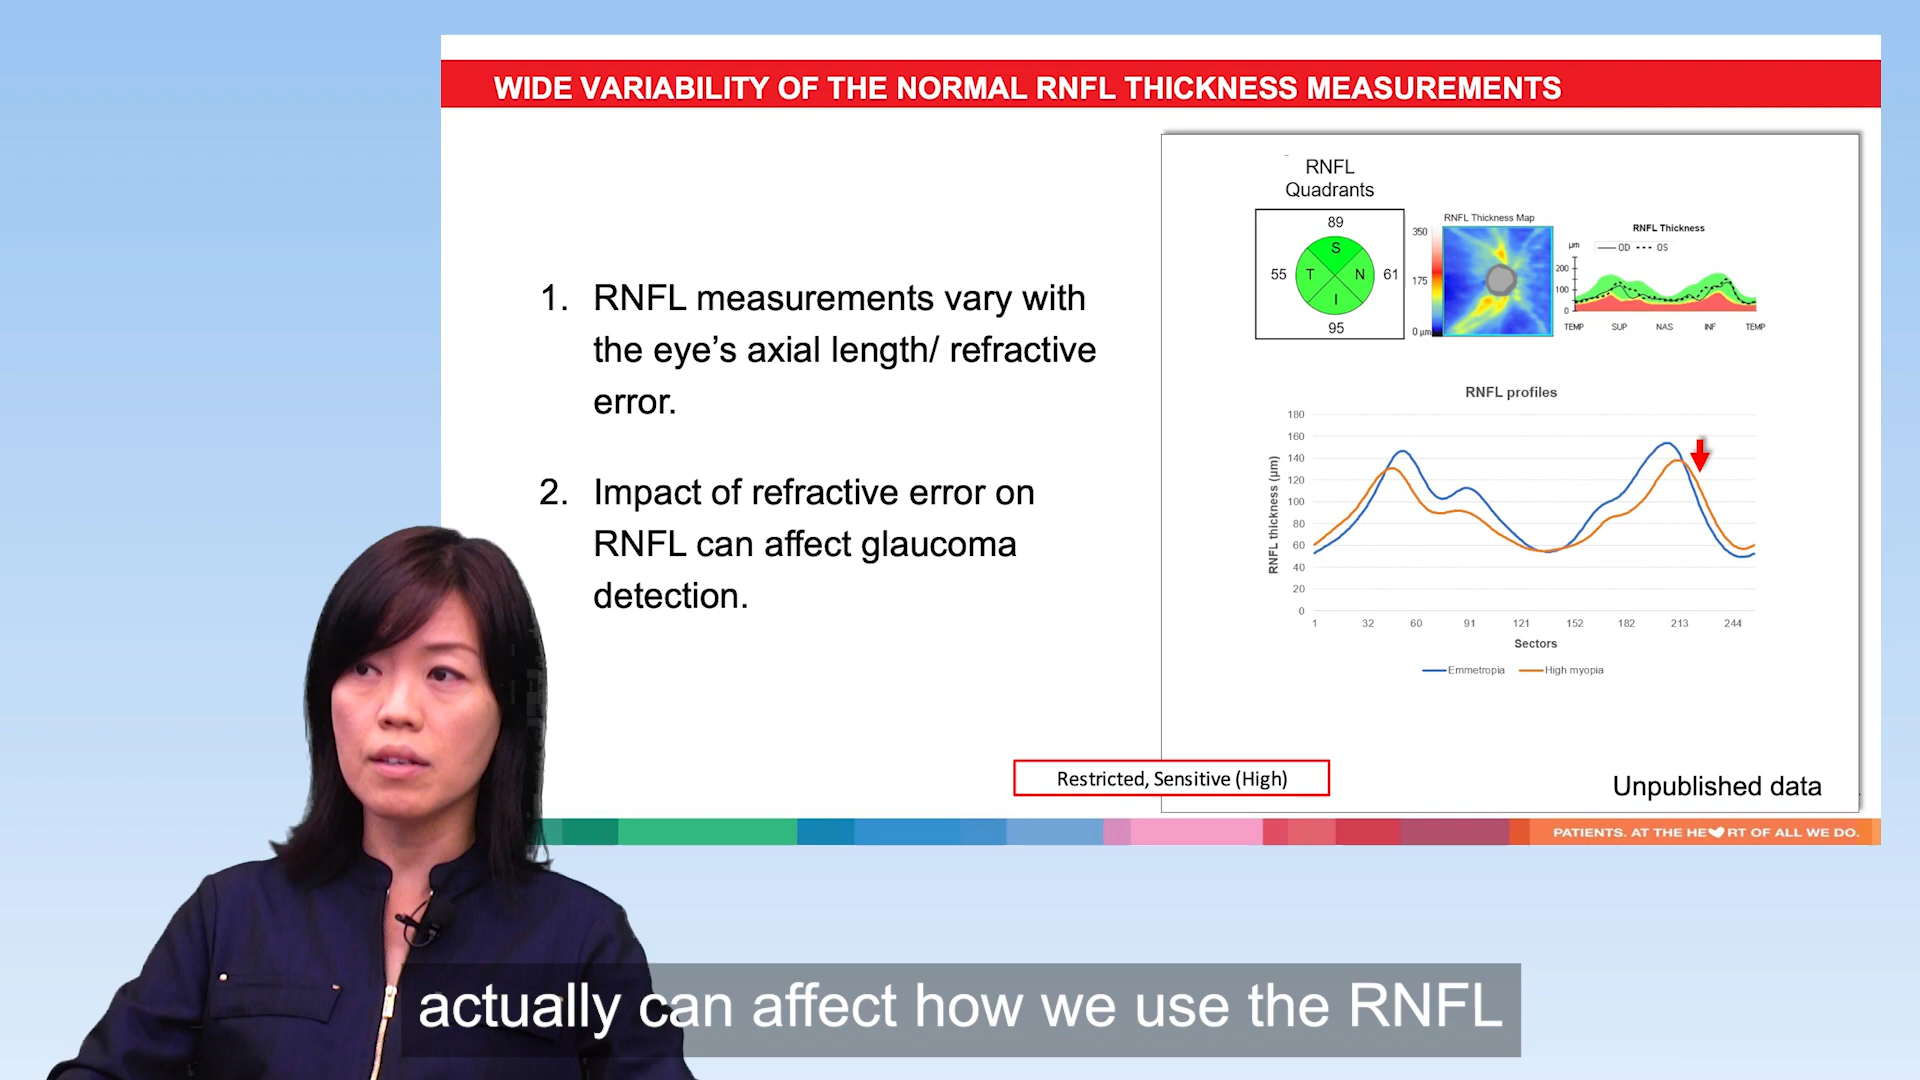 WIDE VARIABILITY OF THE NORMAL RNFL THICKNESS MEASUREMENTS
1. RNFL measurements vary with
the eye's axial length/ refractive
error.
2. Impact of refractive error on
RNFL can affect glaucoma
detection.
RNFL
Quadrants
89
S
55 T N 61
I
95
RNFL Thickness Map
350
175
0 µm
RNFL Thickness
µm
OD OS
200
100
0
TEMP SUP NAS INF TEMP
RNFL profiles
RNFL thickness (µm)
180
160
140
120
100
80
60
40
20
0
1 32 60 91 121 152 182 213 244
Sectors
Emmetropia High myopia
Restricted, Sensitive (High)
Unpublished data
PATIENTS. AT THE HE RT OF ALL WE DO.
actually can affect how we use the RNFL